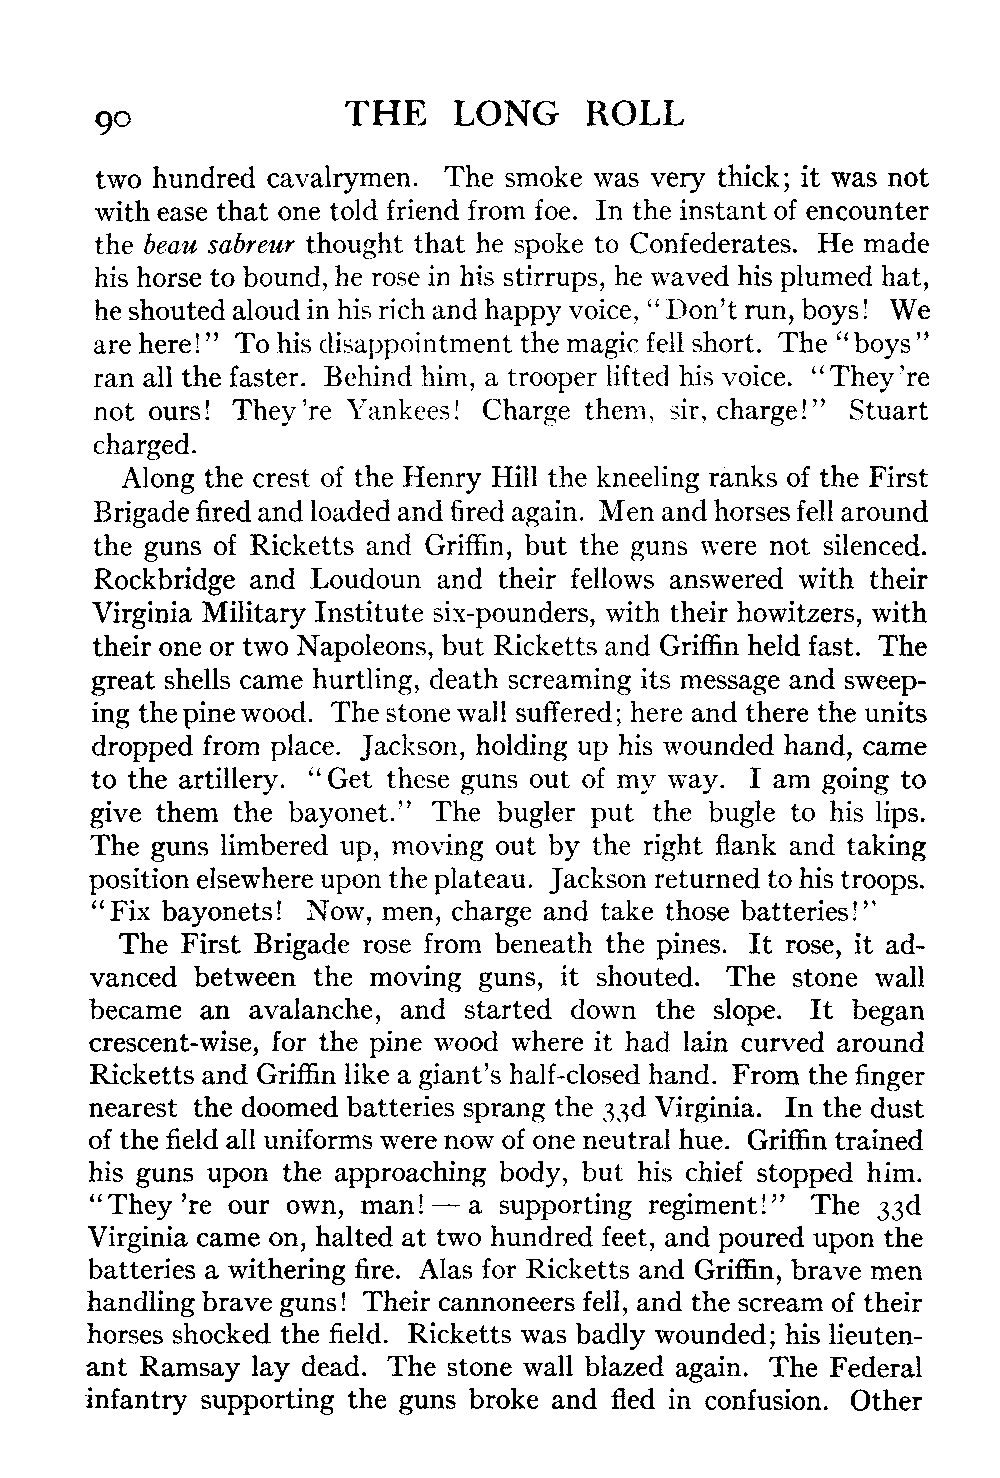 90 THE LONG ROLL
two hundred cavalrymen. The smoke was very thick; it was not
with ease that one told friend from foe. In the instant of encounter
the beau sabreur thought that he spoke to Confederates. He made
his horse to bound, he rose in his stirrups, he waved his plumed hat,
he shouted aloud in his rich and happy voice, "Don't run, boys! We
are here!" To his disappointment the magic fell short. The "boys"
ran all the faster. Behind him, a trooper lifted his voice. "They're
not ours! They're Yankees! Charge them, sir, charge!" Stuart
charged.
Along the crest of the Henry Hill the kneeling ranks of the First
Brigade fired and loaded and fired again. Men and horses fell around
the guns of Ricketts and Griffin, but the guns were not silenced.
Rockbridge and Loudoun and their fellows answered with their
Virginia Military Institute six-pounders, with their howitzers, with
their one or two Napoleons, but Ricketts and Griffin held fast. The
great shells came hurtling, death screaming its message and sweep-
ing the pine wood. The stone wall suffered; here and there the units
dropped from place. Jackson, holding up his wounded hand, came
to the artillery. "Get these guns out of my way. I am going to
give them the bayonet." The bugler put the bugle to his lips.
The guns limbered up, moving out by the right flank and taking
position elsewhere upon the plateau. Jackson returned to his troops.
"Fix bayonets! Now, men, charge and take those batteries!"
The First Brigade rose from beneath the pines. It rose, it ad-
vanced between the moving guns, it shouted. The stone wall
became an avalanche, and started down the slope. It began
crescent-wise, for the pine wood where it had lain curved around
Ricketts and Griffin like a giant's half-closed hand. From the finger
nearest the doomed batteries sprang the 33d Virginia. In the dust
of the field all uniforms were now of one neutral hue. Griffin trained
his guns upon the approaching body, but his chief stopped him.
"They 're our own, man! — a supporting regiment!" The 33d
Virginia came on, halted at two hundred feet, and poured upon the
batteries a withering fire. Alas for Ricketts and Griffin, brave men
handling brave guns! Their cannoneers fell, and the scream of their
horses shocked the field. Ricketts was badly wounded; his lieuten-
ant Ramsay lay dead. The stone wall blazed again. The Federal
infantry supporting the guns broke and fled in confusion. Other